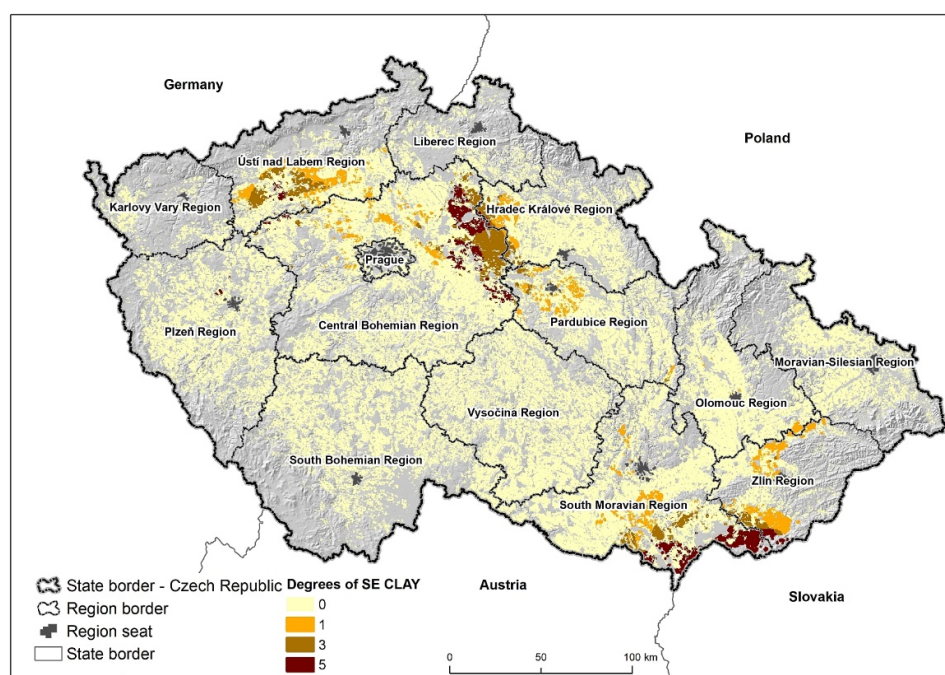 Germany
Poland
Liberec Region
Ústí nad Labem Region
Karlovy Vary Region
Hradec Králové Region
Prague
Plzeň Region
Central Bohemian Region
Pardubice Region
Moravian-Silesian Region
Olomouc Region
Vysočina Region
South Bohemian Region
Zlín Region
South Moravian Region
Austria
Slovakia
State border - Czech Republic
Region border
Region seat
State border
Degrees of SE CLAY
0
1
3
5
0 50 100 km